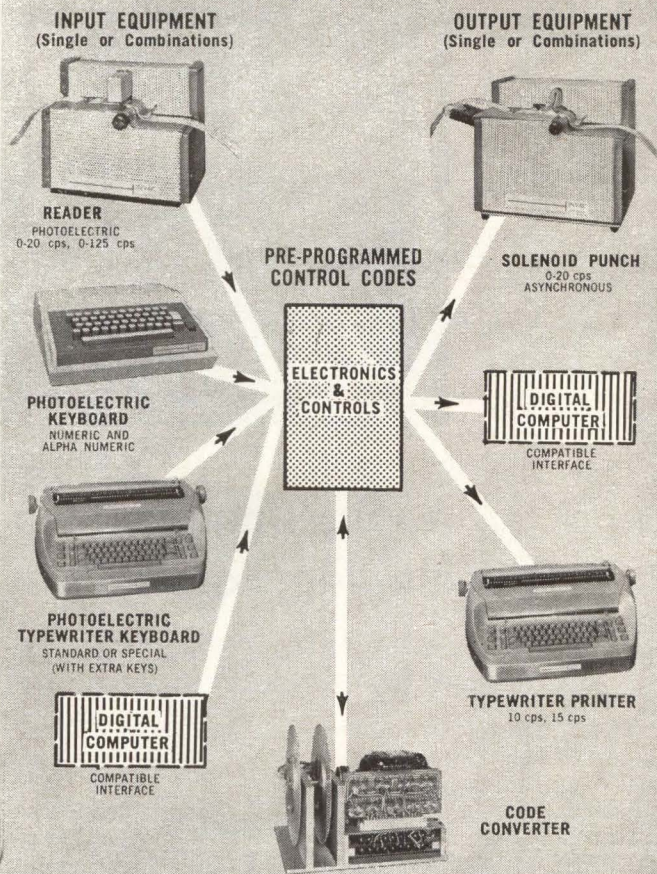 INPUT EQUIPMENT
(Single or Combinations)
OUTPUT EQUIPMENT
(Single or Combinations)
READER
PHOTOELECTRIC
0-20 cps, 0-125 cps
SOLENOID PUNCH
0-20 cps
ASYNCHRONOUS
PRE-PROGRAMMED
CONTROL CODES
ELECTRONICS
&
CONTROLS
PHOTOELECTRIC
KEYBOARD
NUMERIC AND
ALPHA NUMERIC
DIGITAL
COMPUTER
COMPATIBLE
INTERFACE
PHOTOELECTRIC
TYPEWRITER KEYBOARD
STANDARD OR SPECIAL
(WITH EXTRA KEYS)
TYPEWRITER PRINTER
10 cps, 15 cps
DIGITAL
COMPUTER
COMPATIBLE
INTERFACE
CODE
CONVERTER